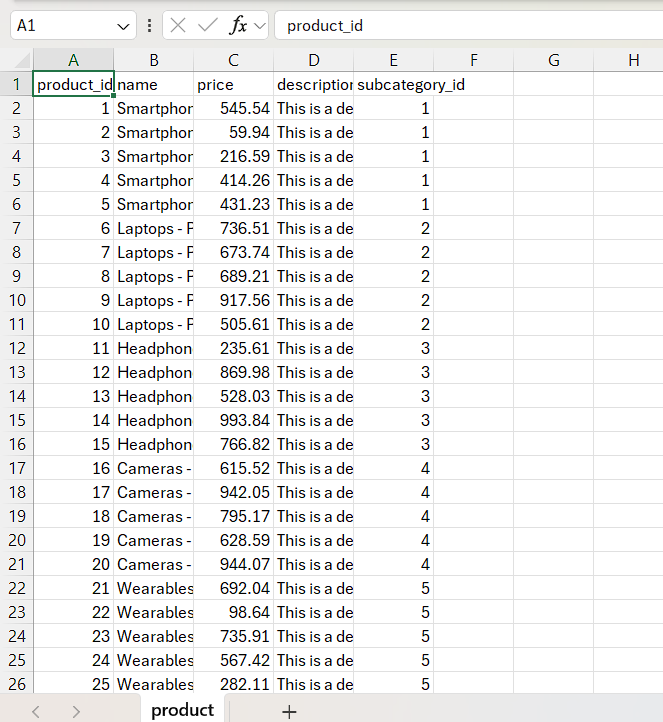 A1 fx product_id
A B C D E F G H
1 product_id name price description subcategory_id
2 1 Smartphon 545.54 This is a de 1
3 2 Smartphon 59.94 This is a de 1
4 3 Smartphon 216.59 This is a de 1
5 4 Smartphon 414.26 This is a de 1
6 5 Smartphon 431.23 This is a de 1
7 6 Laptops - P 736.51 This is a de 2
8 7 Laptops - P 673.74 This is a de 2
9 8 Laptops - P 689.21 This is a de 2
10 9 Laptops - P 917.56 This is a de 2
11 10 Laptops - P 505.61 This is a de 2
12 11 Headphon 235.61 This is a de 3
13 12 Headphon 869.98 This is a de 3
14 13 Headphon 528.03 This is a de 3
15 14 Headphon 993.84 This is a de 3
16 15 Headphon 766.82 This is a de 3
17 16 Cameras - 615.52 This is a de 4
18 17 Cameras - 942.05 This is a de 4
19 18 Cameras - 795.17 This is a de 4
20 19 Cameras - 628.59 This is a de 4
21 20 Cameras - 944.07 This is a de 4
22 21 Wearables 692.04 This is a de 5
23 22 Wearables 98.64 This is a de 5
24 23 Wearables 735.91 This is a de 5
25 24 Wearables 567.42 This is a de 5
26 25 Wearables 282.11 This is a de 5
product +